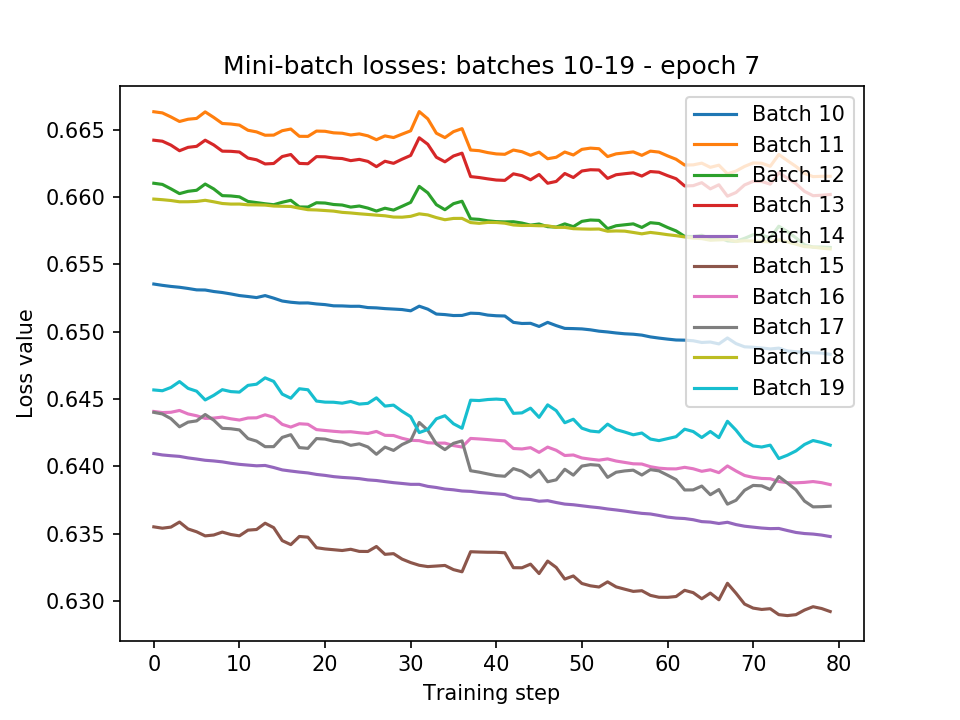 Mini-batch losses: batches 10-19 - epoch 7
Loss value
0.665
0.660
0.655
0.650
0.645
0.640
0.635
0.630
Batch 10
Batch 11
Batch 12
Batch 13
Batch 14
Batch 15
Batch 16
Batch 17
Batch 18
Batch 19
0 10 20 30 40 50 60 70 80
Training step